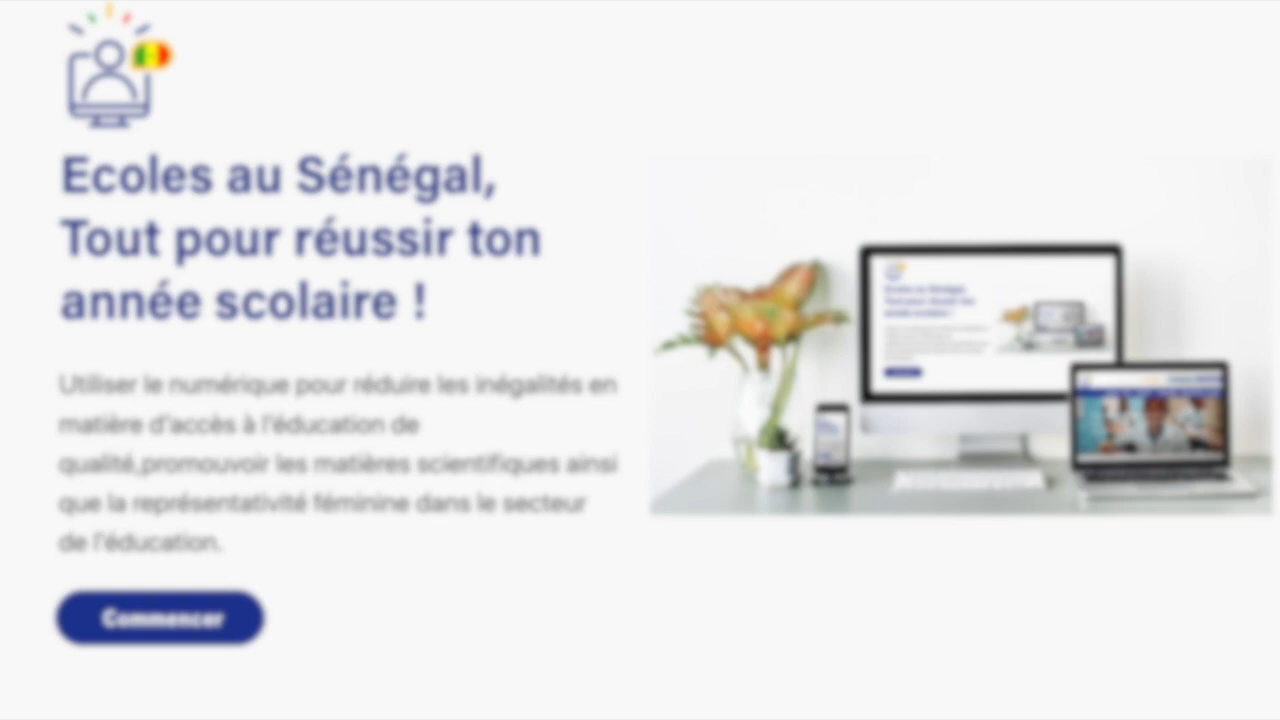 Ecoles au Sénégal,
Tout pour réussir ton
année scolaire !
Utiliser le numérique pour réduire les inégalités en
matière d'accès à l'éducation de
qualité,promouvoir les matières scientifiques ainsi
que la représentativité féminine dans le secteur
de l'éducation.
Commencer